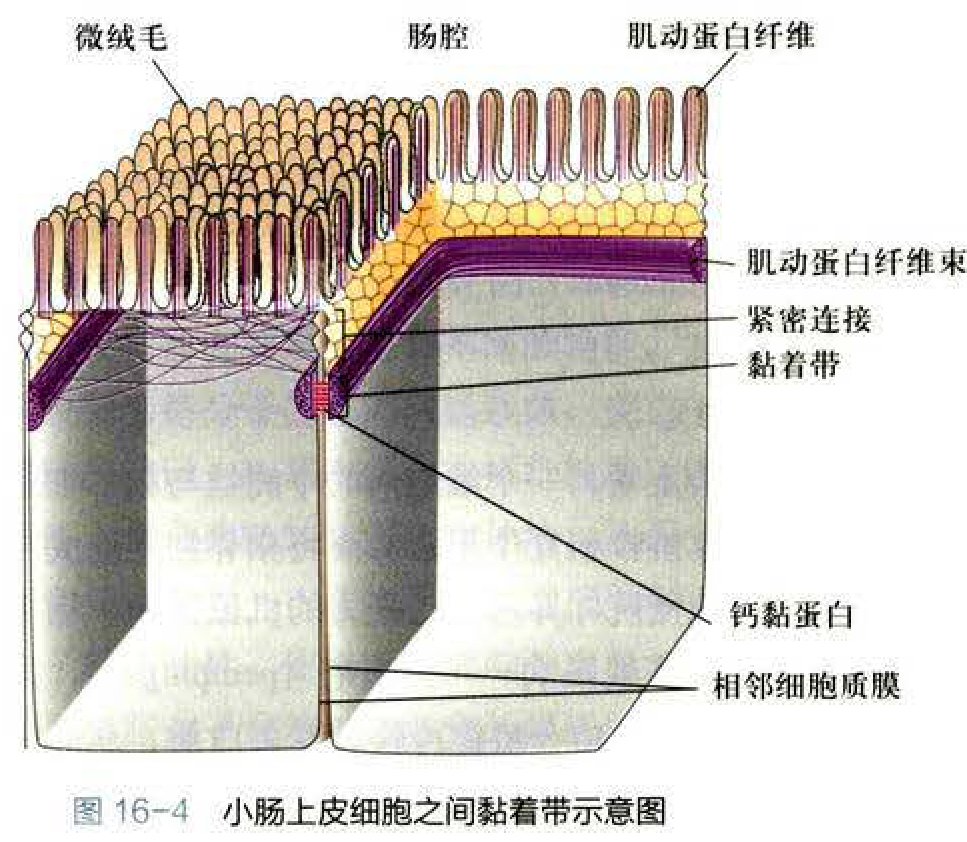 微绒毛
肠腔
肌动蛋白纤维
肌动蛋白纤维束
紧密连接
黏着带
钙黏蛋白
相邻细胞质膜
图 16-4 小肠上皮细胞之间黏着带示意图